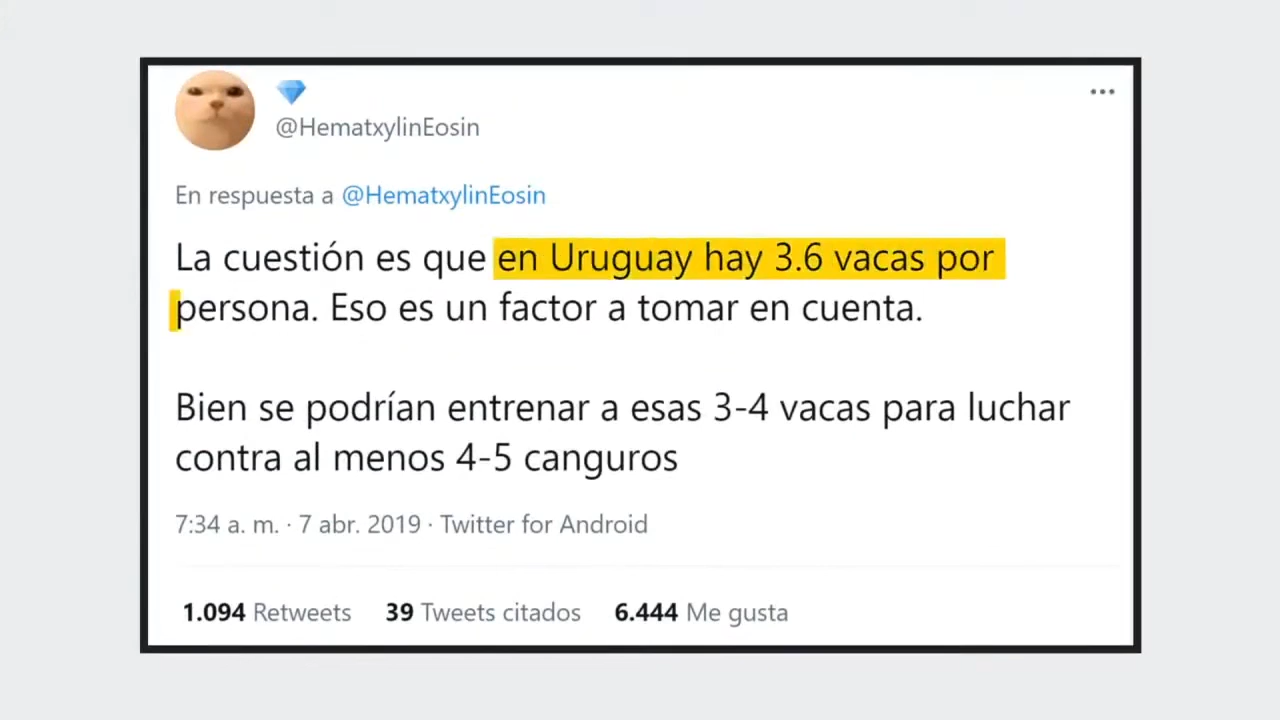 @HematxylinEosin
En respuesta a @HematxylinEosin
La cuestión es que en Uruguay hay 3.6 vacas por
persona. Eso es un factor a tomar en cuenta.
Bien se podrían entrenar a esas 3-4 vacas para luchar
contra al menos 4-5 canguros
7:34 a. m. · 7 abr. 2019 · Twitter for Android
1.094 Retweets 39 Tweets citados 6.444 Me gusta